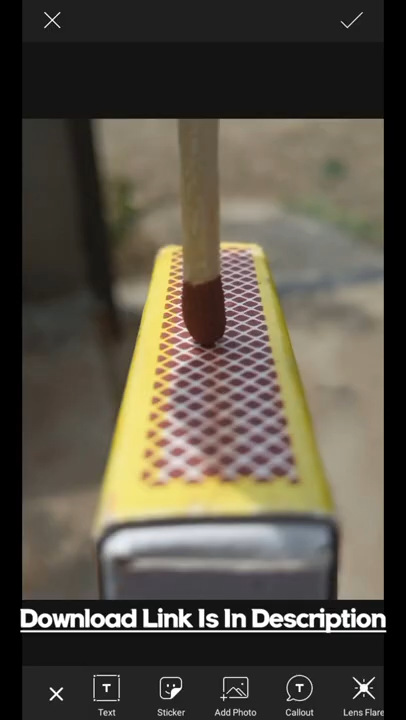 Download Link Is In Description
Text
Sticker
Add Photo
Callout
Lens Flare